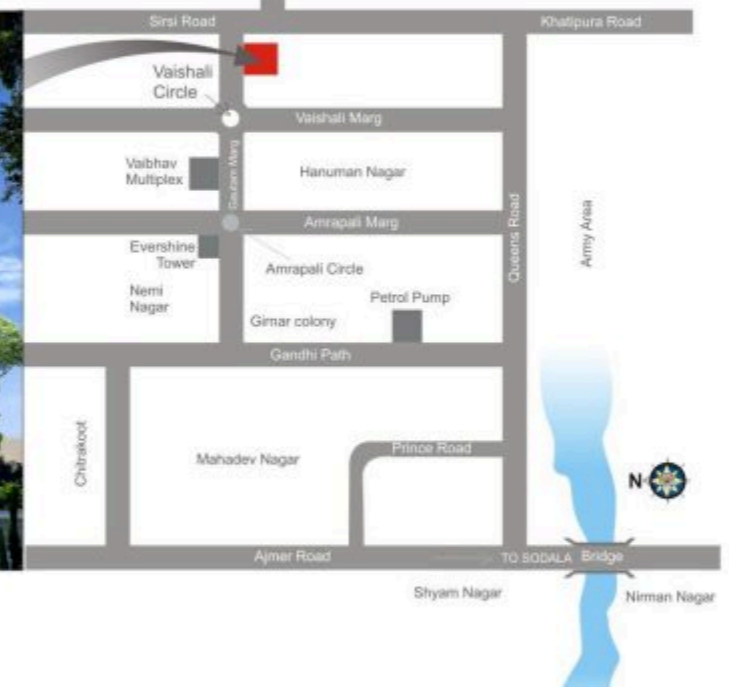 Sirsi Road
Khatipura Road
Vaishali
Circle
Vaishali Marg
Vaibhav
Multiplex
Gautam Marg
Hanuman Nagar
Amrapali Marg
Queens Road
Army Area
Evershine
Tower
Amrapali Circle
Nemi
Nagar
Petrol Pump
Girnar colony
Gandhi Path
Chitrakoot
Mahadev Nagar
Prince Road
N
Ajmer Road
TO SODALA
Bridge
Shyam Nagar
Nirman Nagar